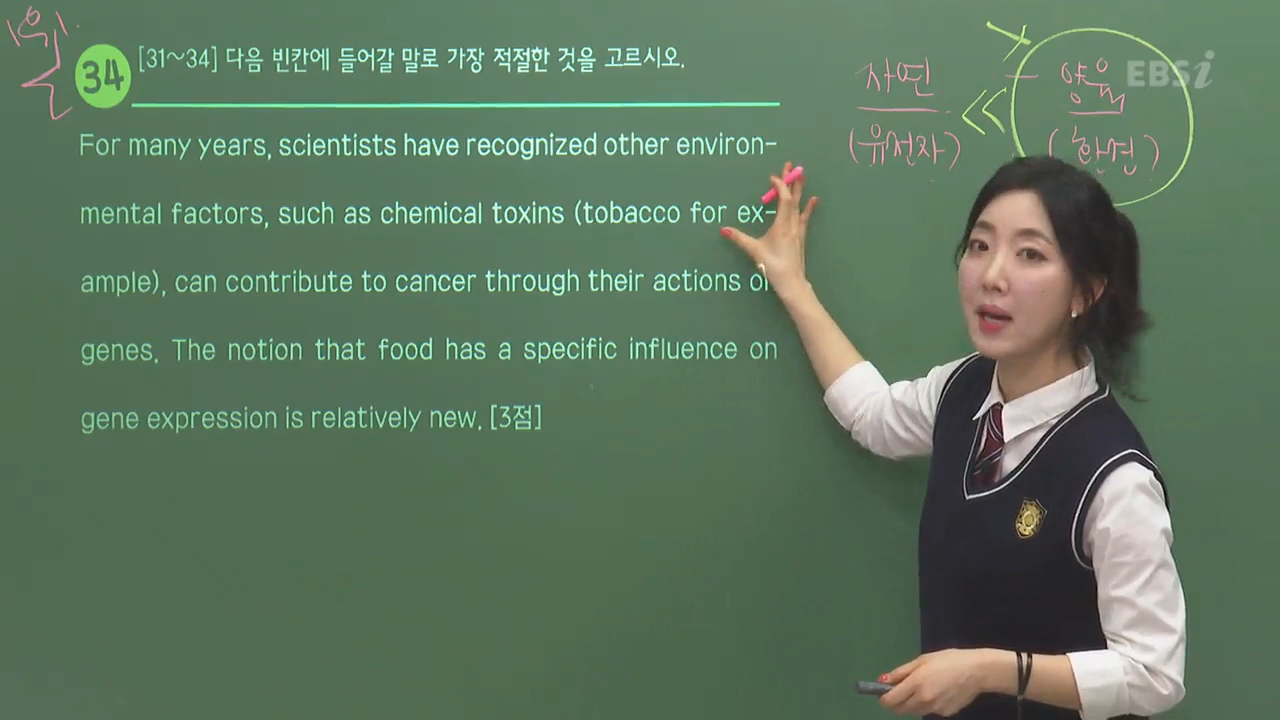 34
[31~34] 다음 빈칸에 들어갈 말로 가장 적절한 것을 고르시오.
For many years, scientists have recognized other environ-
mental factors, such as chemical toxins (tobacco for ex-
ample), can contribute to cancer through their actions on
genes. The notion that food has a specific influence on
gene expression is relatively new. [3점]
자연 — 양육
<<
(유전자) (환경)
EBSi